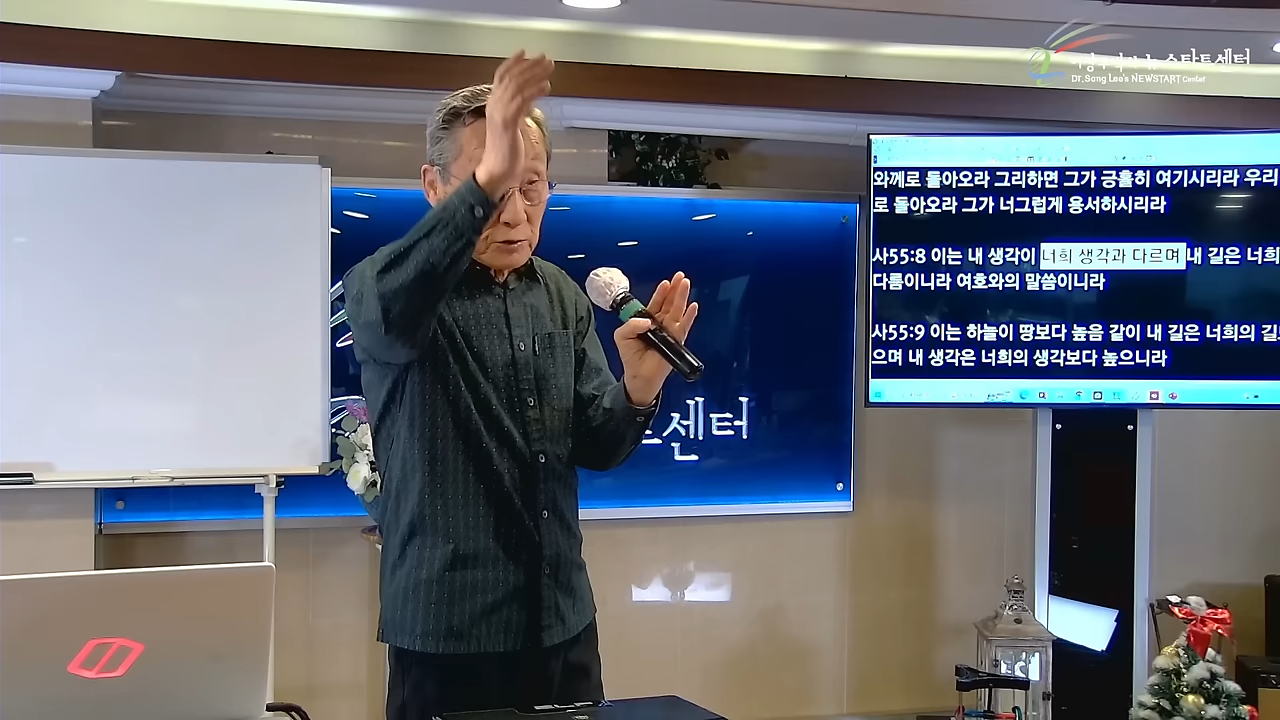 스타트센터
Dr. Sang Lee's NEWSTART Center
와께로 돌아오라 그리하면 그가 긍휼히 여기시리라 우리
로 돌아오라 그가 너그럽게 용서하시리라
사55:8 이는 내 생각이 너희 생각과 다르며 내 길은 너희
다름이니라 여호와의 말씀이니라
사55:9 이는 하늘이 땅보다 높음 같이 내 길은 너희의 길
으며 내 생각은 너희의 생각보다 높으니라
센터